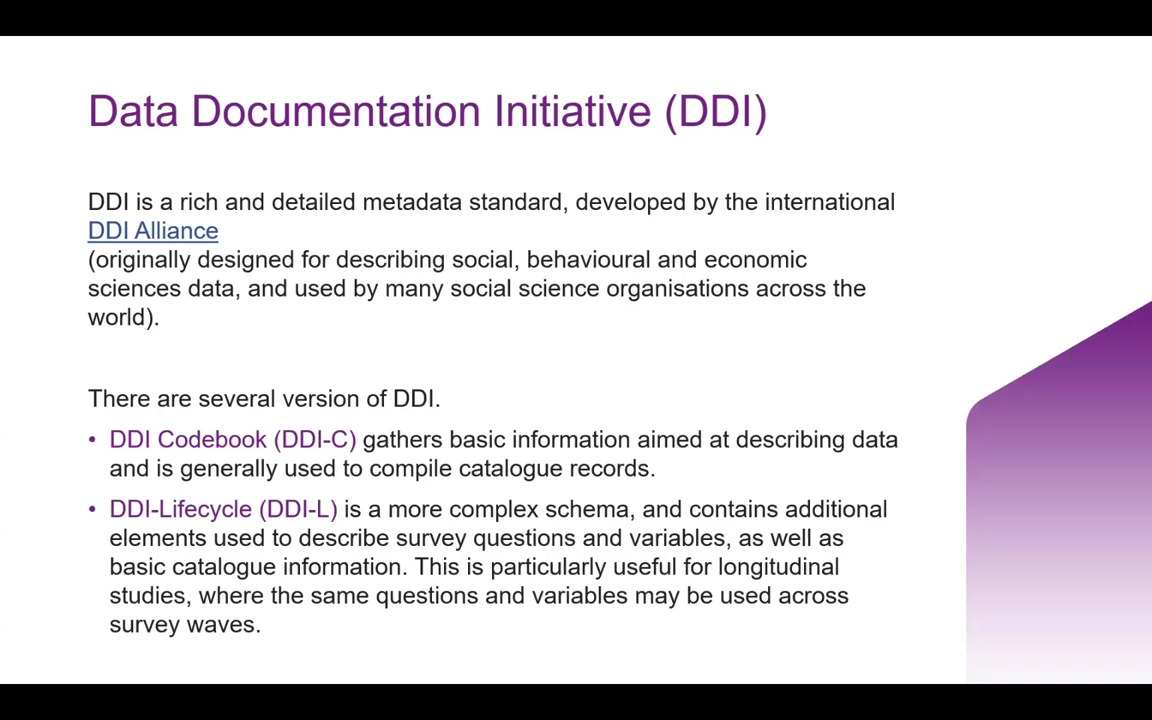 Data Documentation Initiative (DDI)
DDI is a rich and detailed metadata standard, developed by the international
DDI Alliance
(originally designed for describing social, behavioural and economic
sciences data, and used by many social science organisations across the
world).
There are several version of DDI.
• DDI Codebook (DDI-C) gathers basic information aimed at describing data
and is generally used to compile catalogue records.
• DDI-Lifecycle (DDI-L) is a more complex schema, and contains additional
elements used to describe survey questions and variables, as well as
basic catalogue information. This is particularly useful for longitudinal
studies, where the same questions and variables may be used across
survey waves.